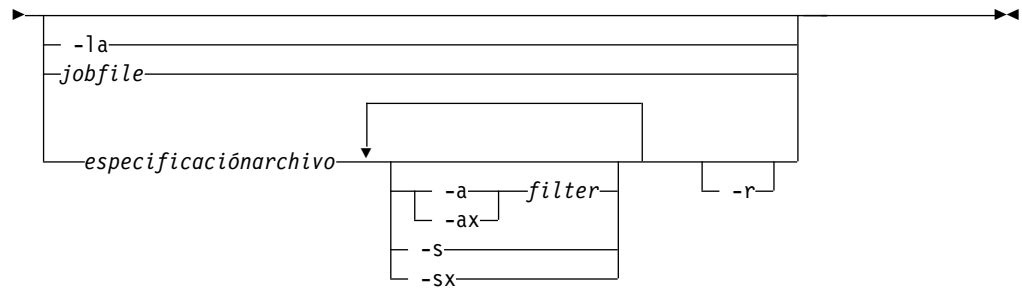 -la
jobfile
especificaciónarchivo
-a filter -r
-ax
-s
-sx